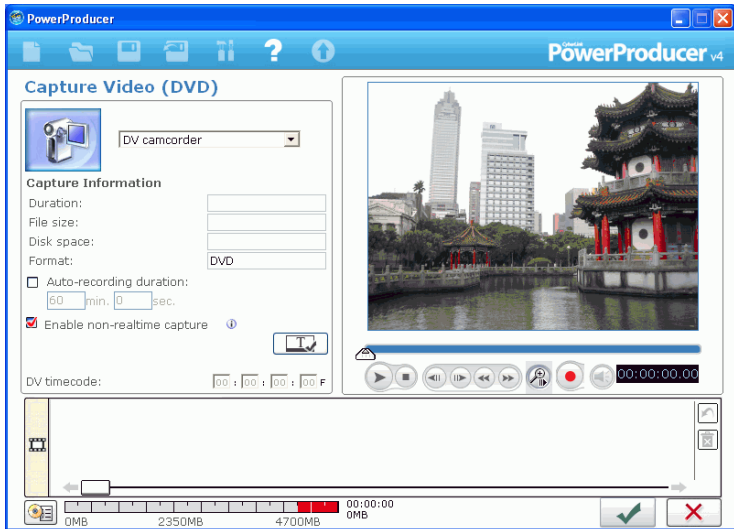 PowerProducer
?
CyberLink
PowerProducer v4
Capture Video (DVD)
DV camcorder
Capture Information
Duration:
File size:
Disk space:
Format: DVD
Auto-recording duration:
60 min. 0 sec.
Enable non-realtime capture i
T
DV timecode: 00 : 00 : 00 : 00 F
00:00:00.00
0MB 2350MB 4700MB
00:00:00
0MB